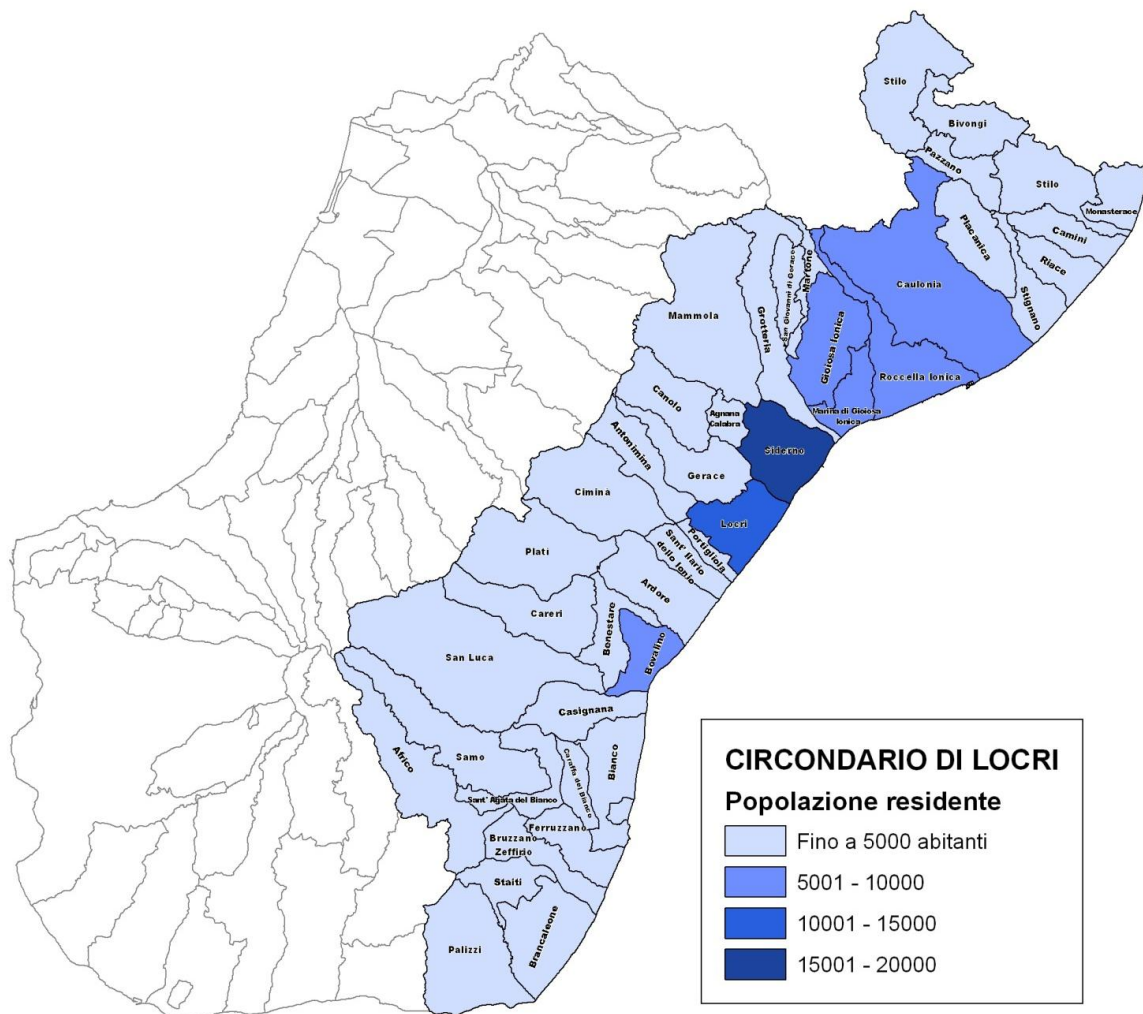 Stilo
Bivongi
Pazzano
Stilo
Monasterace
Placanica
Camini
Riace
Stignano
Caulonia
Martone
San Giovanni di Gerace
Grotteria
Mammola
Gioiosa Ionica
Roccella Ionica
Marina di Gioiosa
Ionica
Canolo
Agnana
Calabra
Siderno
Antonimina
Gerace
Ciminà
Locri
Portigliola
Sant' Ilario
dello Ionio
Platì
Ardore
Careri
Benestare
Bovalino
San Luca
Casignana
Africo
Samo
Caraffa del Bianco
Bianco
Sant' Agata del Bianco
Ferruzzano
Bruzzano
Zeffirio
Staiti
Palizzi
Brancaleone
CIRCONDARIO DI LOCRI
Popolazione residente
Fino a 5000 abitanti
5001 - 10000
10001 - 15000
15001 - 20000